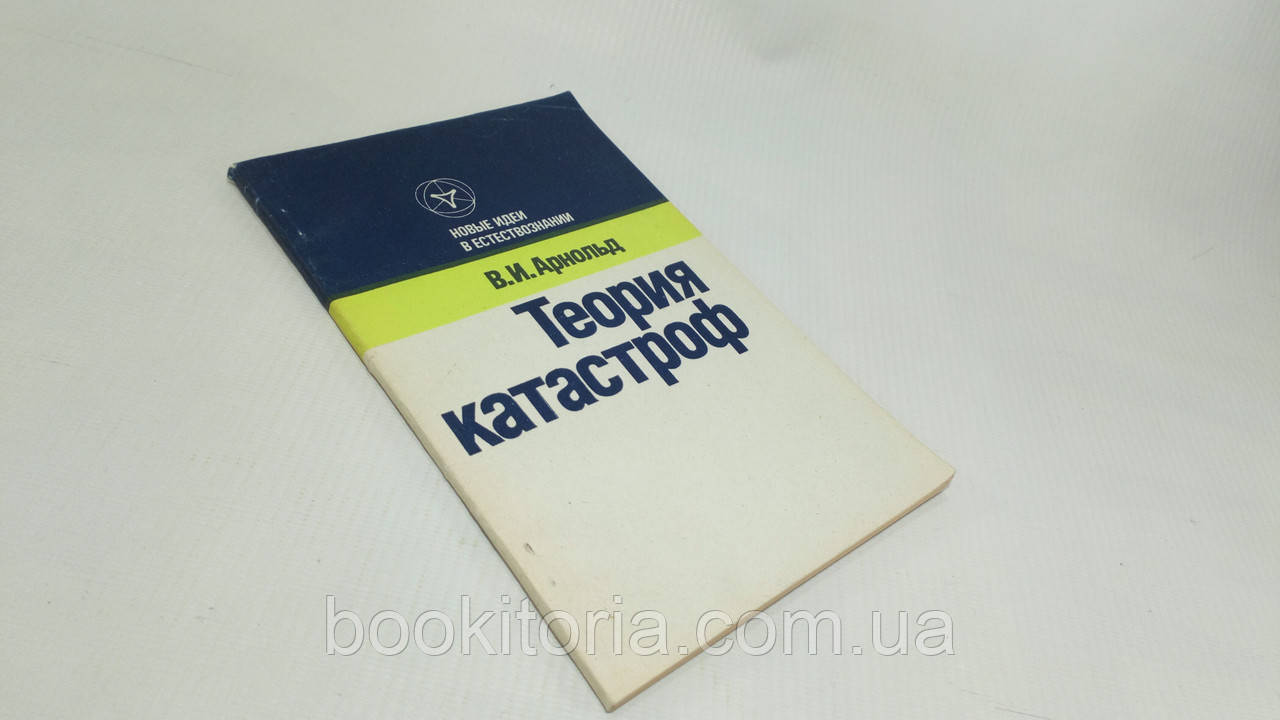 НОВЫЕ ИДЕИ
В ЕСТЕСТВОЗНАНИИ
В.И.Арнольд
Теория
катастроф
bookitoria.com.ua